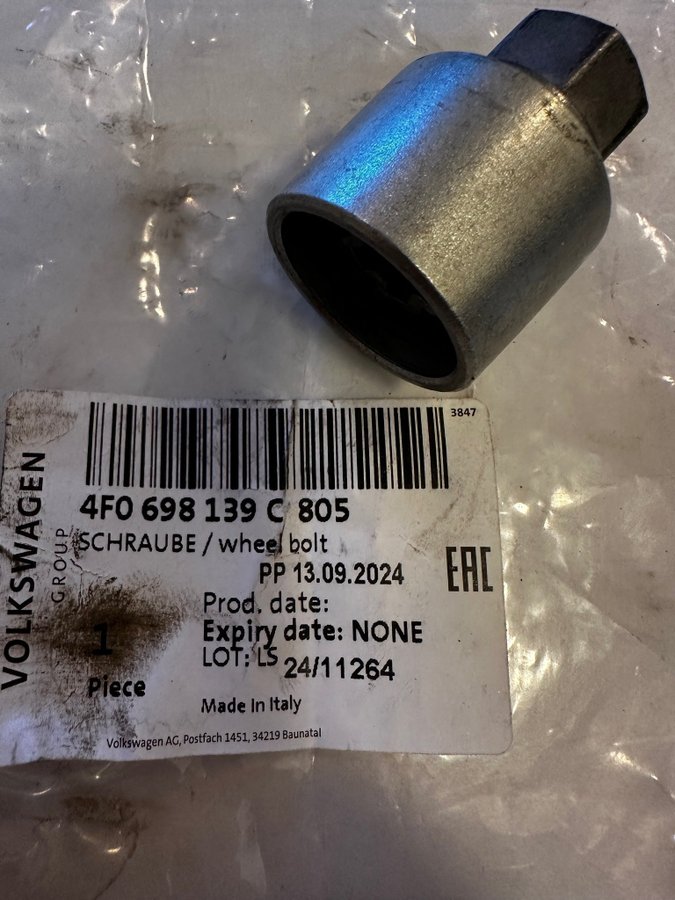 3847
4F0 698 139 C 805
SCHRAUBE / wheel bolt
PP 13.09.2024
EAC
Prod. date:
Expiry date: NONE
LOT: LS 24/11264
1
Piece
Made In Italy
Volkswagen AG, Postfach 1451, 34219 Baunatal
VOLKSWAGEN
GROUP